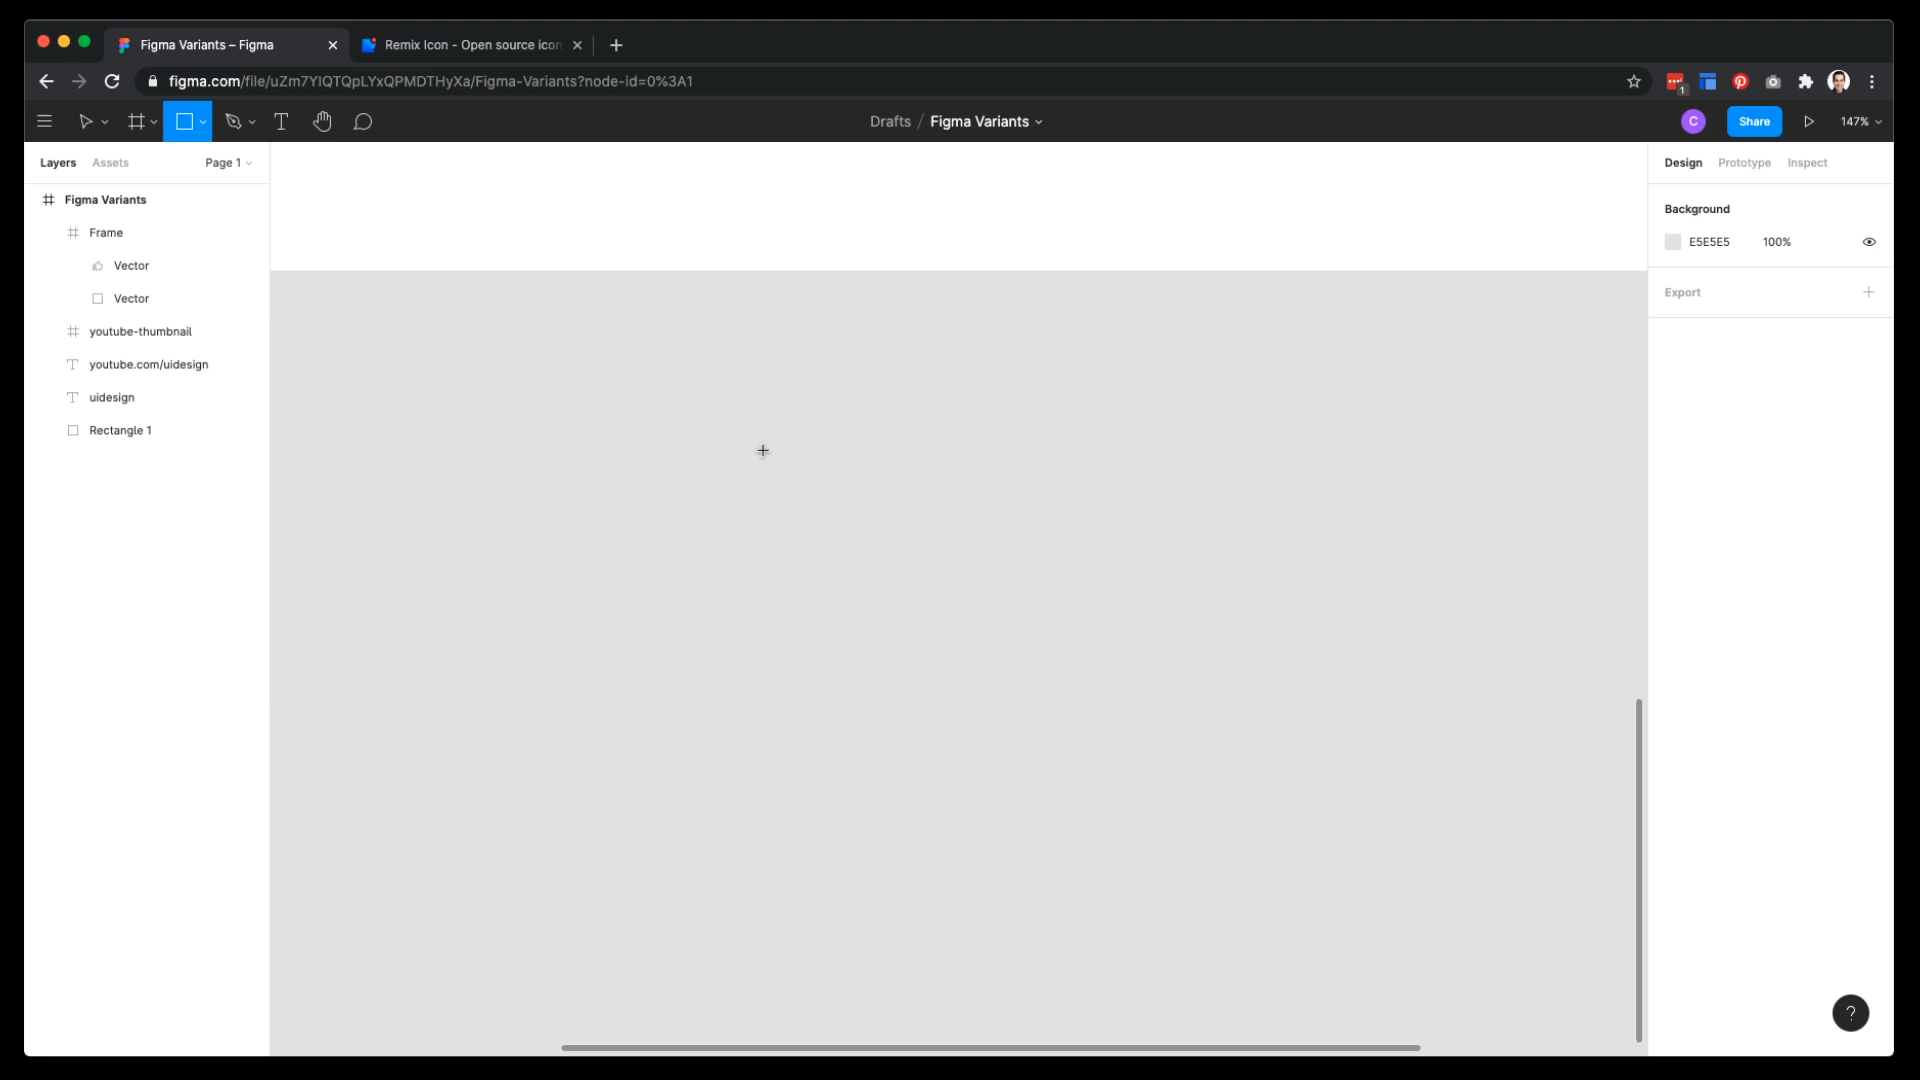 Figma Variants – Figma
Remix Icon - Open source icon
figma.com/file/uZm7YIQTQpLYxQPMDTHyXa/Figma-Variants?node-id=0%3A1
1
Drafts / Figma Variants
C
Share
147%
Layers
Assets
Page 1
Design
Prototype
Inspect
Figma Variants
Frame
Vector
Vector
youtube-thumbnail
youtube.com/uidesign
uidesign
Rectangle 1
Background
E5E5E5
100%
Export
?